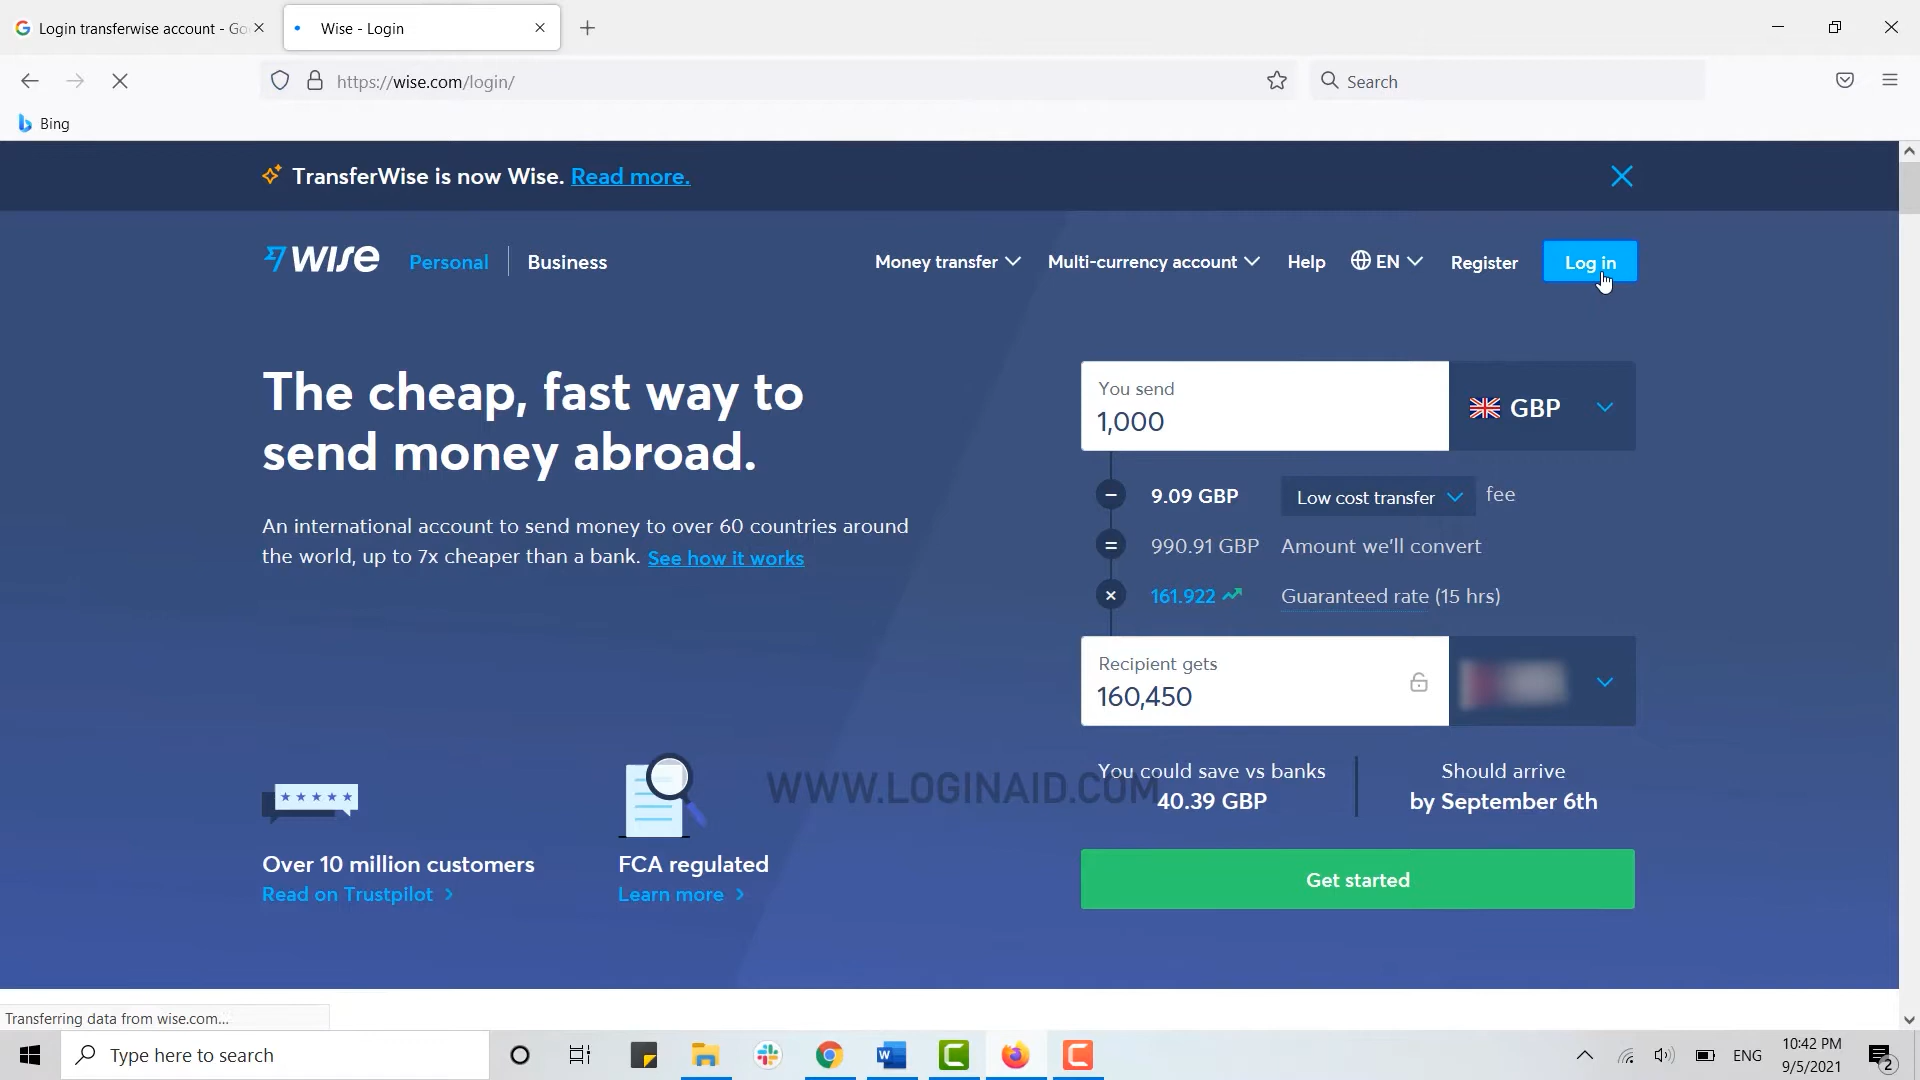 Login transferwise account - Go
Wise - Login
https://wise.com/login/
Search
Bing
TransferWise is now Wise. Read more.
wise
Personal
Business
Money transfer
Multi-currency account
Help
EN
Register
Log in
The cheap, fast way to
send money abroad.
An international account to send money to over 60 countries around
the world, up to 7x cheaper than a bank. See how it works
You send
1,000
GBP
9.09 GBP
Low cost transfer
fee
990.91 GBP
Amount we'll convert
161.922
Guaranteed rate (15 hrs)
Recipient gets
160,450
You could save vs banks
40.39 GBP
Should arrive
by September 6th
Get started
WWW.LOGINAID.COM
Over 10 million customers
Read on Trustpilot
FCA regulated
Learn more
Transferring data from wise.com...
Type here to search
ENG
10:42 PM
9/5/2021
2